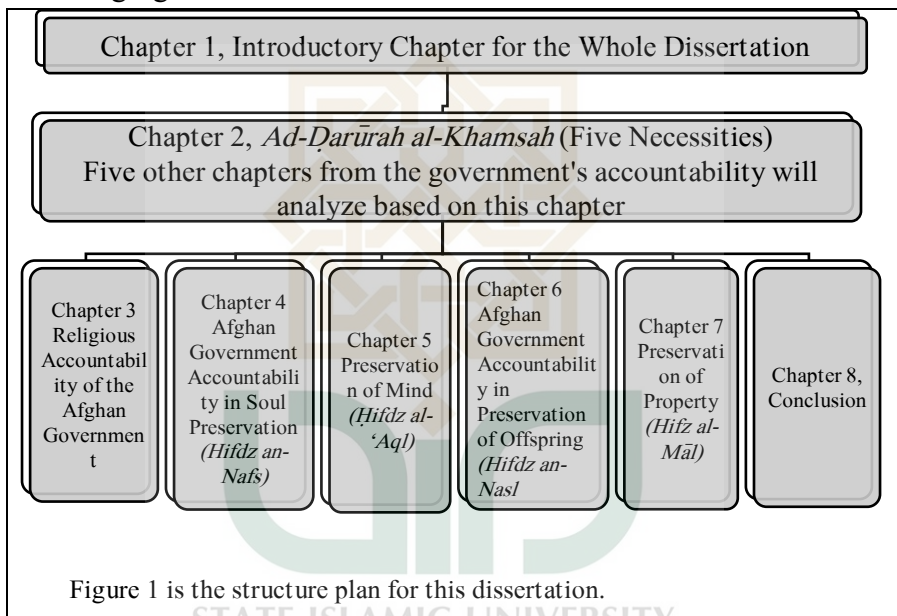 Chapter 1, Introductory Chapter for the Whole Dissertation
Chapter 2, Ad-Ḍarūrah al-Khamsah (Five Necessities)
Five other chapters from the government's accountability will
analyze based on this chapter
Chapter 3
Religious
Accountabil
ity of the
Afghan
Governmen
t
Chapter 4
Afghan
Government
Accountabili
ty in Soul
Preservation
(Hifdz an-
Nafs)
Chapter 5
Preservatio
n of Mind
(Ḥifdz al-
‘Aql)
Chapter 6
Afghan
Government
Accountabilit
y in
Preservation
of Offspring
(Hifdz an-
Nasl
Chapter 7
Preservati
on of
Property
(Hifẓ al-
Māl)
Chapter 8,
Conclusion
Figure 1 is the structure plan for this dissertation.
STATE ISLAMIC UNIVERSITY